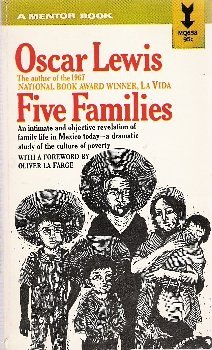 A MENTOR BOOK
MQ658
95c
Oscar Lewis
The author of the 1967
NATIONAL BOOK AWARD WINNER, LA VIDA
Five Families
An intimate and objective revelation of
family life in Mexico today—a dramatic
study of the culture of poverty
WITH A FOREWORD BY
OLIVER LA FARGE